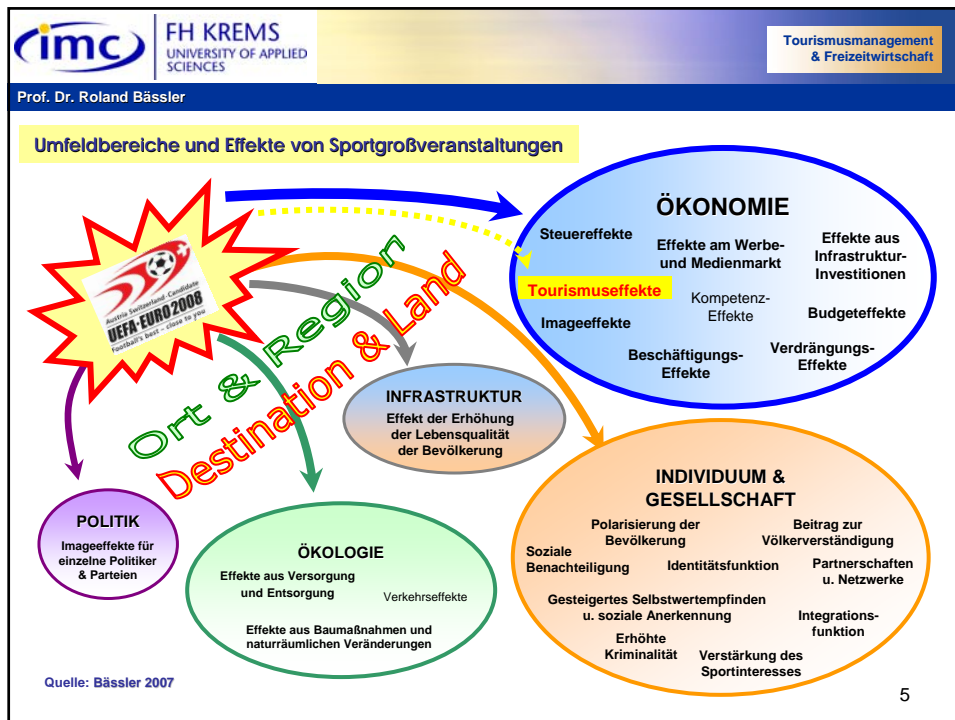 imc
FH KREMS
UNIVERSITY OF APPLIED
SCIENCES
Tourismusmanagement
& Freizeitwirtschaft
Prof. Dr. Roland Bässler
Umfeldbereiche und Effekte von Sportgroßveranstaltungen
Austria Switzerland-Candidate
UEFA-EURO 2008
Football's best – close to you
Ort & Region
Destination & Land
ÖKONOMIE
Steuereffekte
Effekte am Werbe-
und Medienmarkt
Effekte aus
Infrastruktur-
Investitionen
Tourismuseffekte
Kompetenz-
Effekte
Budgeteffekte
Imageeffekte
Beschäftigungs-
Effekte
Verdrängungs-
Effekte
INFRASTRUKTUR
Effekt der Erhöhung
der Lebensqualität
der Bevölkerung
POLITIK
Imageeffekte für
einzelne Politiker
& Parteien
ÖKOLOGIE
Effekte aus Versorgung
und Entsorgung
Verkehrseffekte
Effekte aus Baumaßnahmen und
naturräumlichen Veränderungen
INDIVIDUUM &
GESELLSCHAFT
Polarisierung der
Bevölkerung
Beitrag zur
Völkerverständigung
Soziale
Benachteiligung
Identitätsfunktion
Partnerschaften
u. Netzwerke
Gesteigertes Selbstwertempfinden
u. soziale Anerkennung
Integrations-
funktion
Erhöhte
Kriminalität
Verstärkung des
Sportinteresses
Quelle: Bässler 2007
5